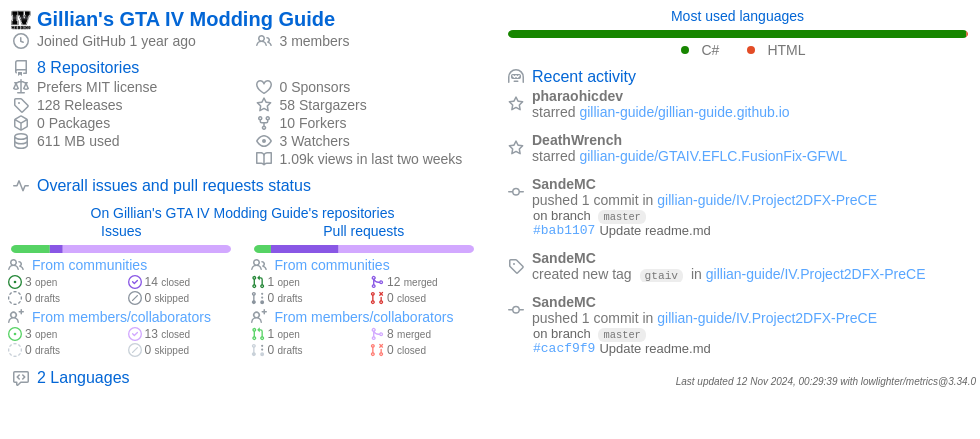 IV
Gillian's GTA IV Modding Guide
Joined GitHub 1 year ago
3 members
8 Repositories
Prefers MIT license
128 Releases
0 Packages
611 MB used
0 Sponsors
58 Stargazers
10 Forkers
3 Watchers
1.09k views in last two weeks
Overall issues and pull requests status
On Gillian's GTA IV Modding Guide's repositories
Issues
From communities
3 open
14 closed
0 drafts
0 skipped
From members/collaborators
3 open
13 closed
0 drafts
0 skipped
Pull requests
From communities
1 open
12 merged
0 drafts
0 closed
From members/collaborators
1 open
8 merged
0 drafts
0 closed
2 Languages
Most used languages
C#
HTML
Recent activity
pharaohicdev
starred gillian-guide/gillian-guide.github.io
DeathWrench
starred gillian-guide/GTAIV.EFLC.FusionFix-GFWL
SandeMC
pushed 1 commit in gillian-guide/IV.Project2DFX-PreCE
on branch master
#bab1107 Update readme.md
SandeMC
created new tag gtaiv in gillian-guide/IV.Project2DFX-PreCE
SandeMC
pushed 1 commit in gillian-guide/IV.Project2DFX-PreCE
on branch master
#cacf9f9 Update readme.md
Last updated 12 Nov 2024, 00:29:39 with lowlighter/metrics@3.34.0